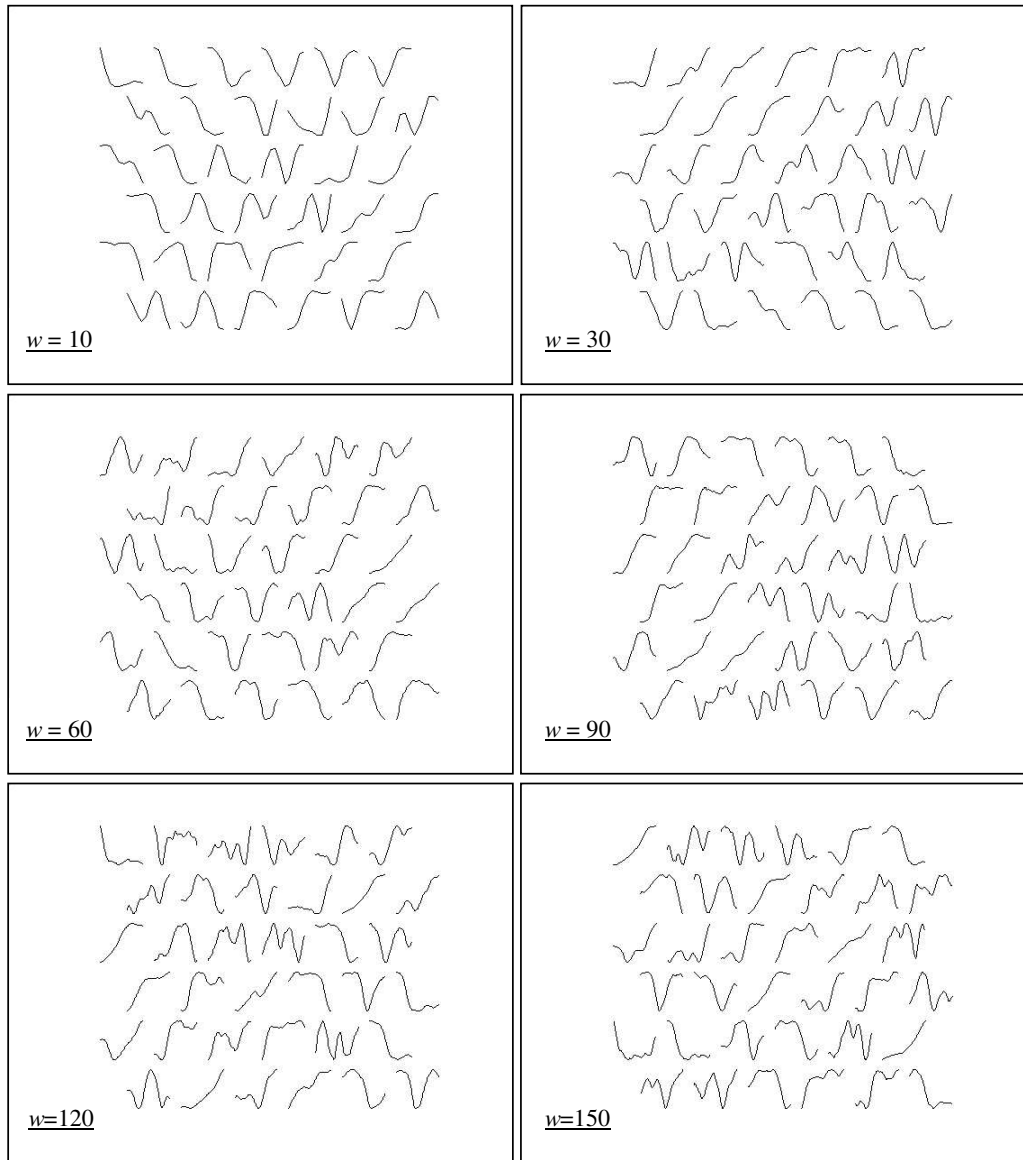 w = 10
w = 30
w = 60
w = 90
w=120
w=150